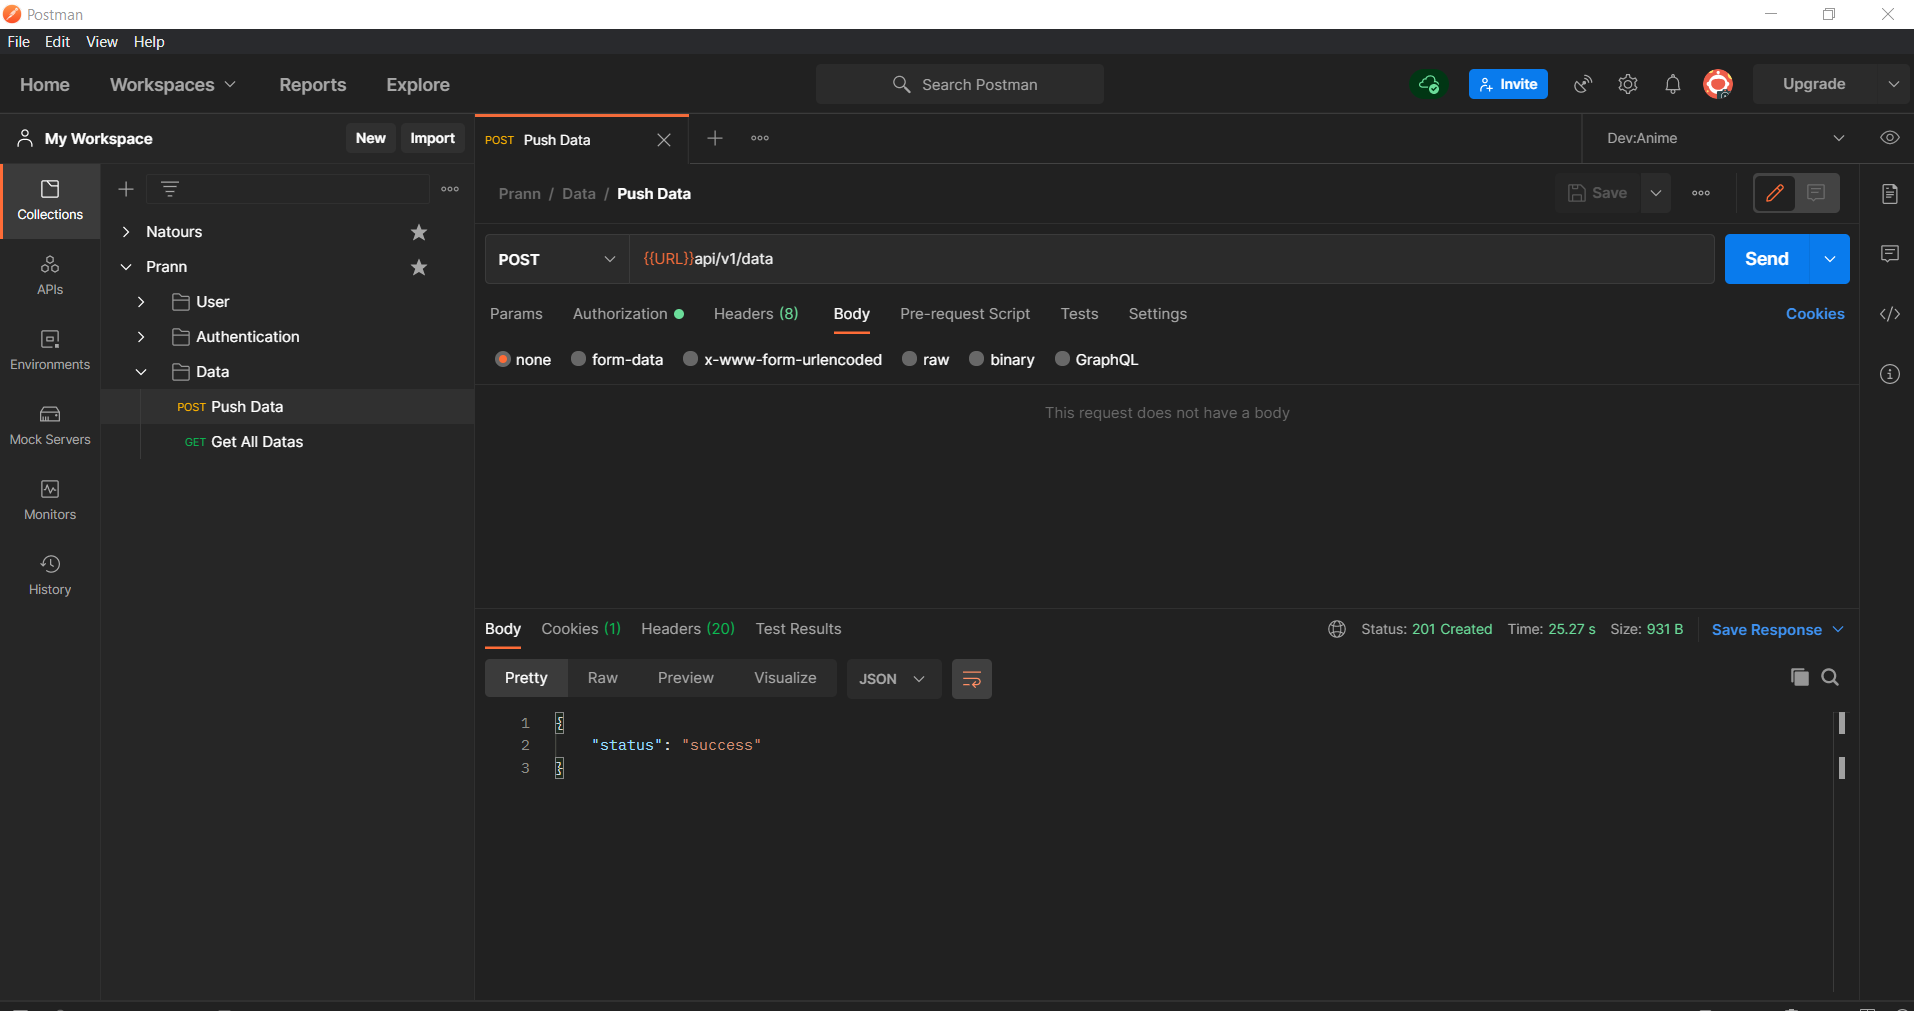 Postman
File Edit View Help
Home Workspaces Reports Explore Search Postman Invite Upgrade
My Workspace New Import POST Push Data Dev:Anime
Prann / Data / Push Data Save
Collections
APIs
Environments
Mock Servers
Monitors
History
Natours
Prann
User
Authentication
Data
POST Push Data
GET Get All Datas
POST {{URL}}api/v1/data Send
Params Authorization Headers (8) Body Pre-request Script Tests Settings Cookies
none form-data x-www-form-urlencoded raw binary GraphQL
This request does not have a body
Body Cookies (1) Headers (20) Test Results Status: 201 Created Time: 25.27 s Size: 931 B Save Response
Pretty Raw Preview Visualize JSON
1 {
2 "status": "success"
3 }